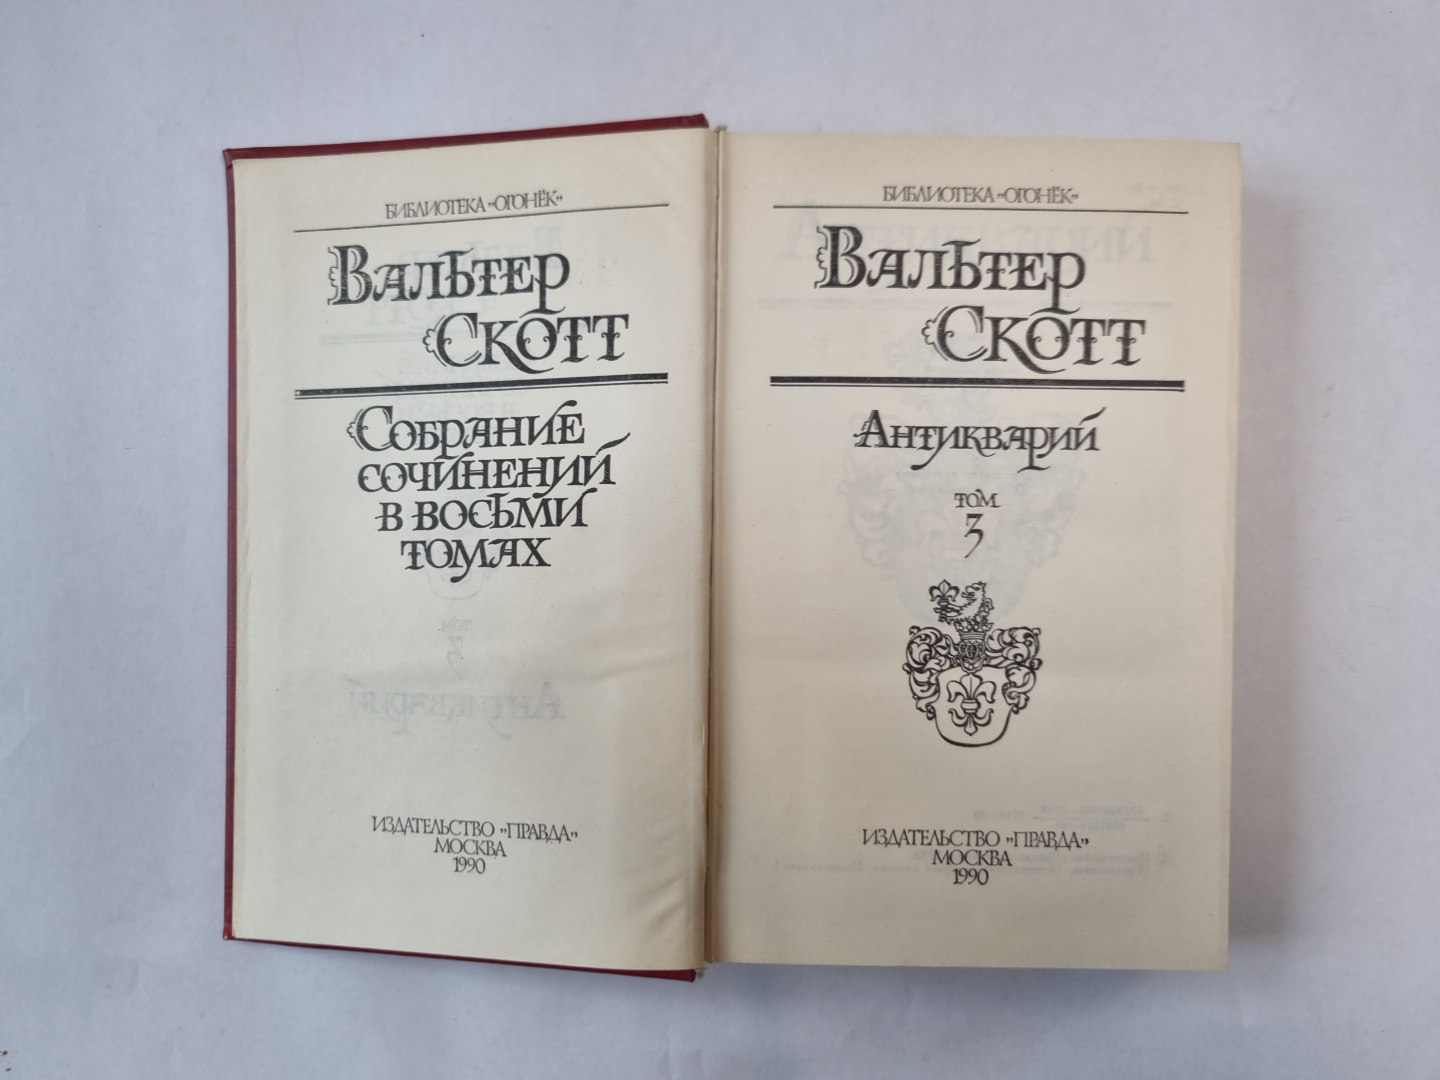 БИБЛИОТЕКА „ОГОНЁК”
ВАЛЬТЕР
СКОТТ
СОБРАНИЕ
СОЧИНЕНИЙ
В ВОСЬМИ
ТОМАХ
ИЗДАТЕЛЬСТВО „ПРАВДА”
МОСКВА
1990
БИБЛИОТЕКА „ОГОНЁК”
ВАЛЬТЕР
СКОТТ
АНТИКВАРИЙ
ТОМ
3
ИЗДАТЕЛЬСТВО „ПРАВДА”
МОСКВА
1990